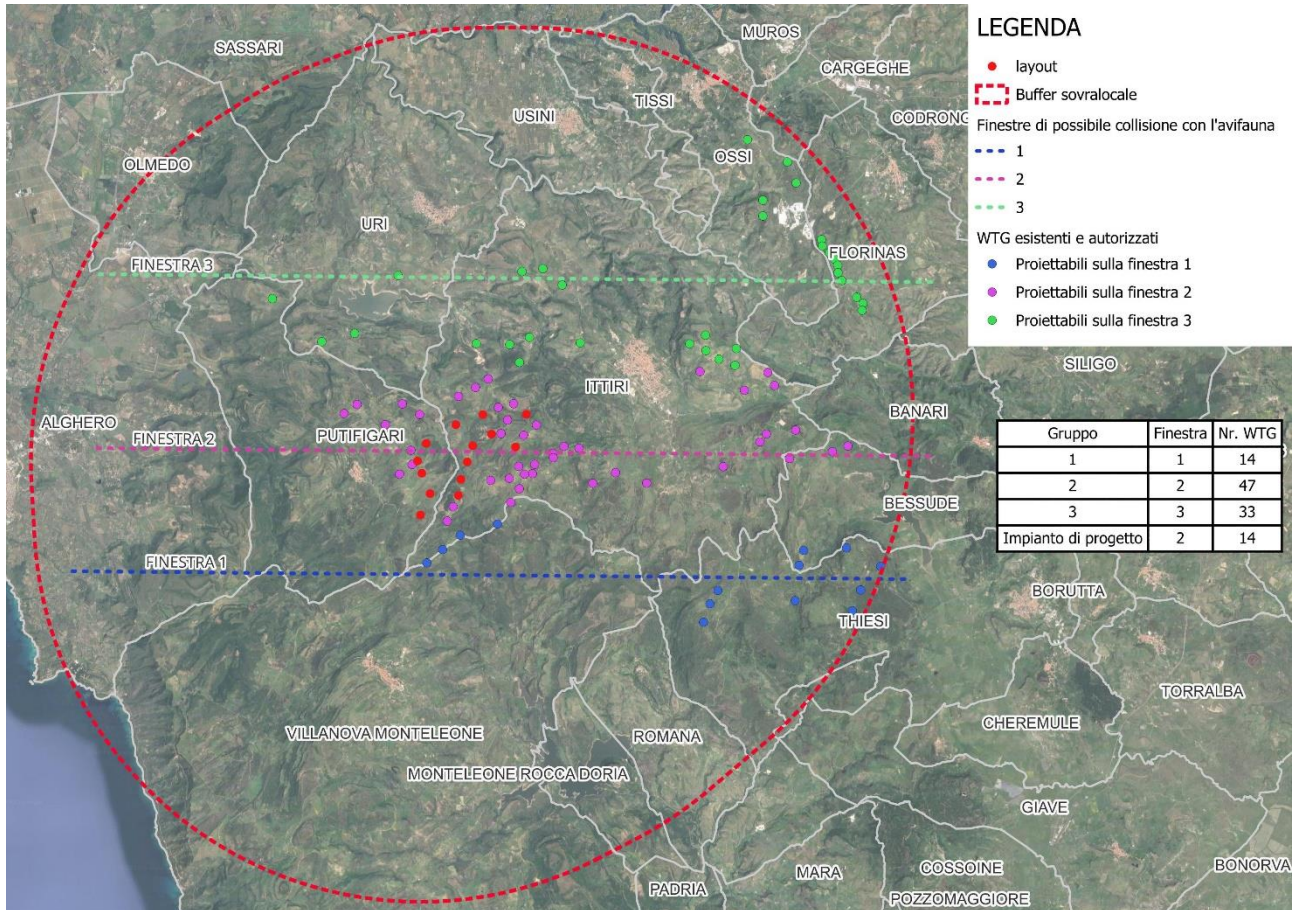 LEGENDA
layout
Buffer sovralocale
Finestre di possibile collisione con l'avifauna
1
2
3
WTG esistenti e autorizzati
Proiettabili sulla finestra 1
Proiettabili sulla finestra 2
Proiettabili sulla finestra 3
SASSARI
MUROS
CARGEGHE
TISSI
USINI
CODRONG
OSSI
OLMEDO
URI
FLORINAS
FINESTRA 3
SILIGO
ITTIRI
BANARI
ALGHERO
PUTIFIGARI
FINESTRA 2
Gruppo Finestra Nr. WTG
1 1 14
2 2 47
3 3 33
Impianto di progetto 2 14
BESSUDE
FINESTRA 1
BORUTTA
THIESI
TORRALBA
CHEREMULE
VILLANOVA MONTELEONE
ROMANA
MONTELEONE ROCCA DORIA
GIAVE
MARA
COSSOINE
BONORVA
PADRIA
POZZOMAGGIORE